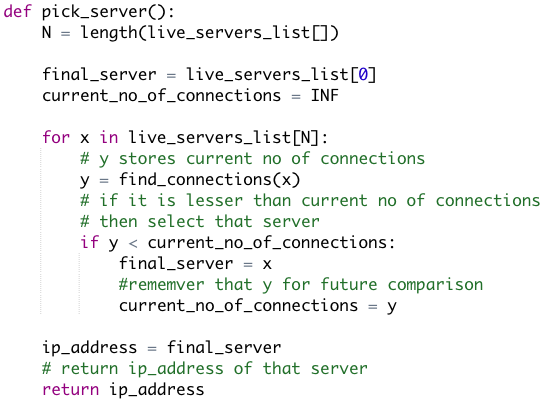 def pick_server():
    N = length(live_servers_list[])
    final_server = live_servers_list[0]
    current_no_of_connections = INF
    for x in live_servers_list[N]:
        # y stores current no of connections
        y = find_connections(x)
        # if it is lesser than current no of connections
        # then select that server
        if y < current_no_of_connections:
            final_server = x
            #rememver that y for future comparison
            current_no_of_connections = y
    ip_address = final_server
    # return ip_address of that server
    return ip_address